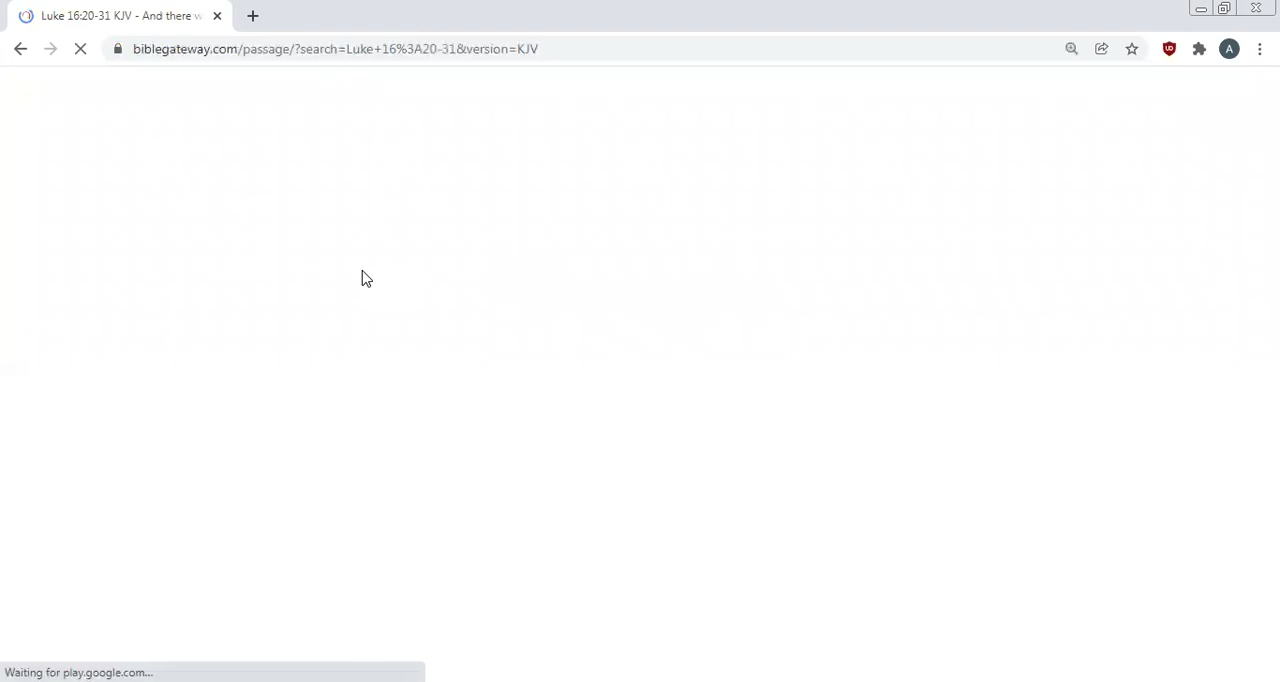 Luke 16:20-31 KJV - And there w
biblegateway.com/passage/?search=Luke+16%3A20-31&version=KJV
A
Waiting for play.google.com...